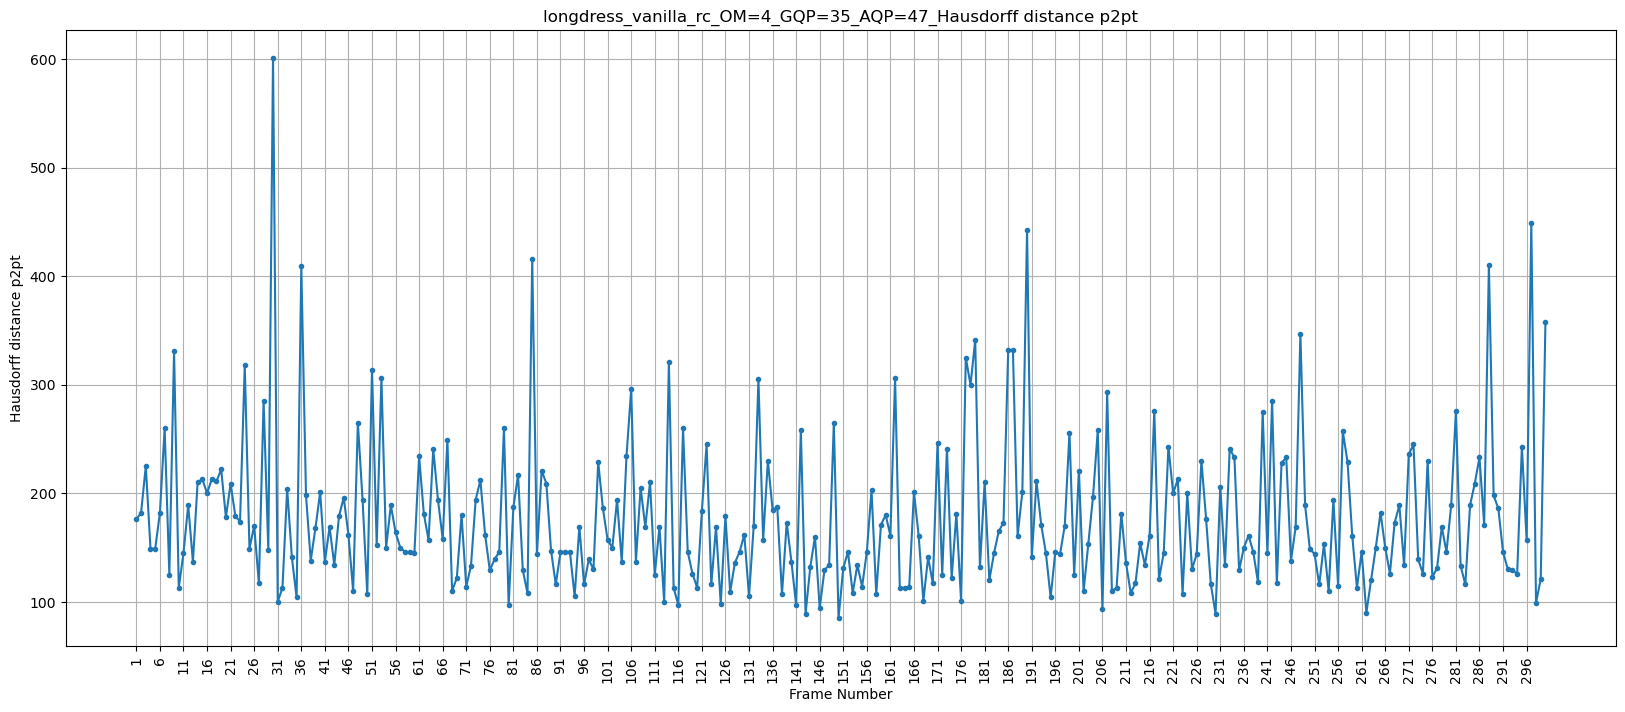 longdress_vanilla_rc_OM=4_GQP=35_AQP=47_Hausdorff distance p2pt
600
500
400
300
200
100
Hausdorff distance p2pt
1 6 11 16 21 26 31 36 41 46 51 56 61 66 71 76 81 86 91 96 101 106 111 116 121 126 131 136 141 146 151 156 161 166 171 176 181 186 191 196 201 206 211 216 221 226 231 236 241 246 251 256 261 266 271 276 281 286 291 296
Frame Number